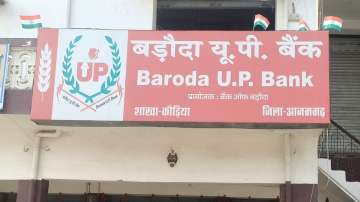 बड़ौदा यू.पी. बैंक
UP
Baroda U.P. Bank
प्रायोजक : बैंक ऑफ बड़ौदा
शाखा-कौड़िया जिला-आजमगढ़